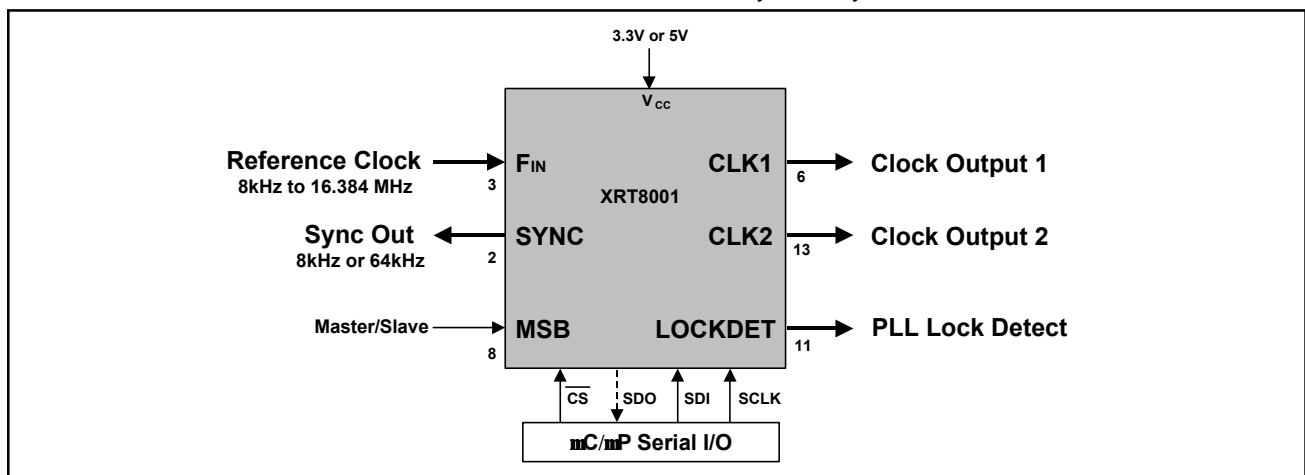 3.3V or 5V
VCC
Reference Clock
8kHz to 16.384 MHz
3
FIN
CLK1
6
Clock Output 1
XRT8001
Sync Out
8kHz or 64kHz
2
SYNC
CLK2
13
Clock Output 2
Master/Slave
8
MSB
LOCKDET
11
PLL Lock Detect
CS
SDO
SDI
SCLK
mC/mP Serial I/O